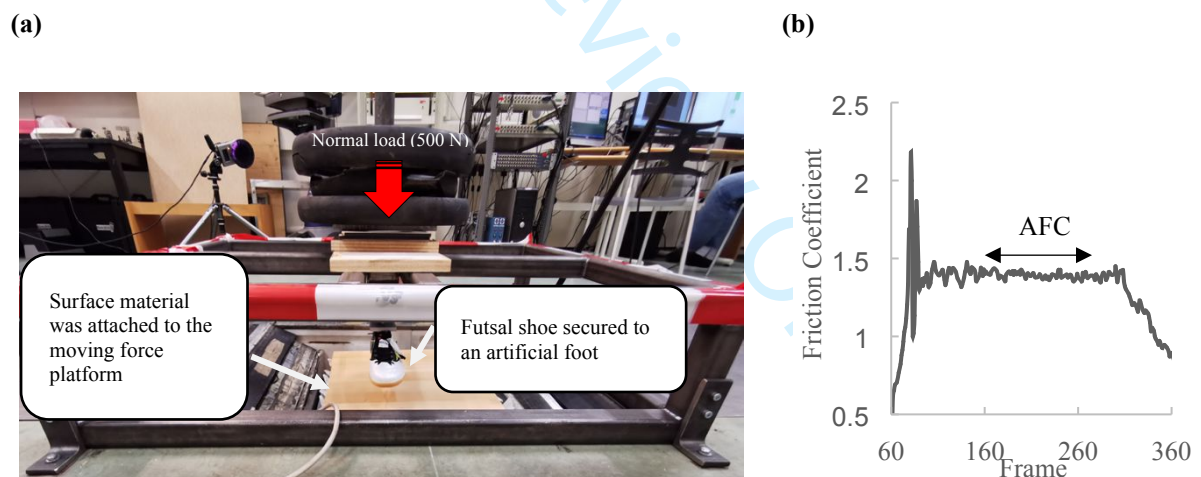 (a)
(b)
Normal load (500 N)
Surface material
was attached to the
moving force
platform
Futsal shoe secured to
an artificial foot
Friction Coefficient
2.5
2
1.5
1
0.5
AFC
60
160
260
360
Frame